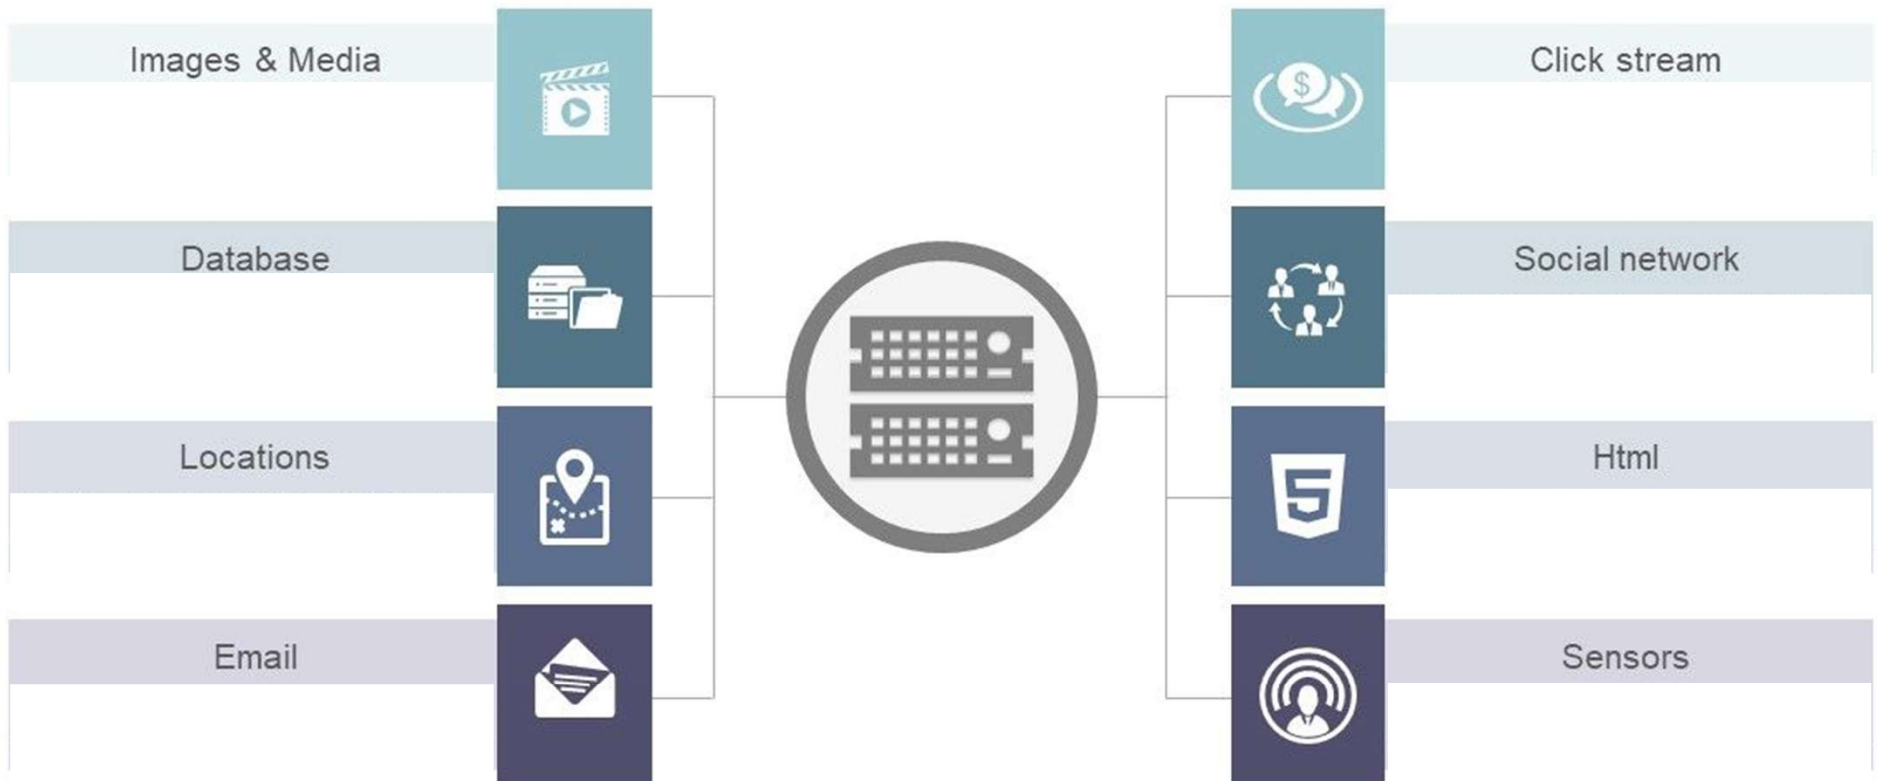 Images & Media
Database
Locations
Email
$
Click stream
Social network
Html
Sensors